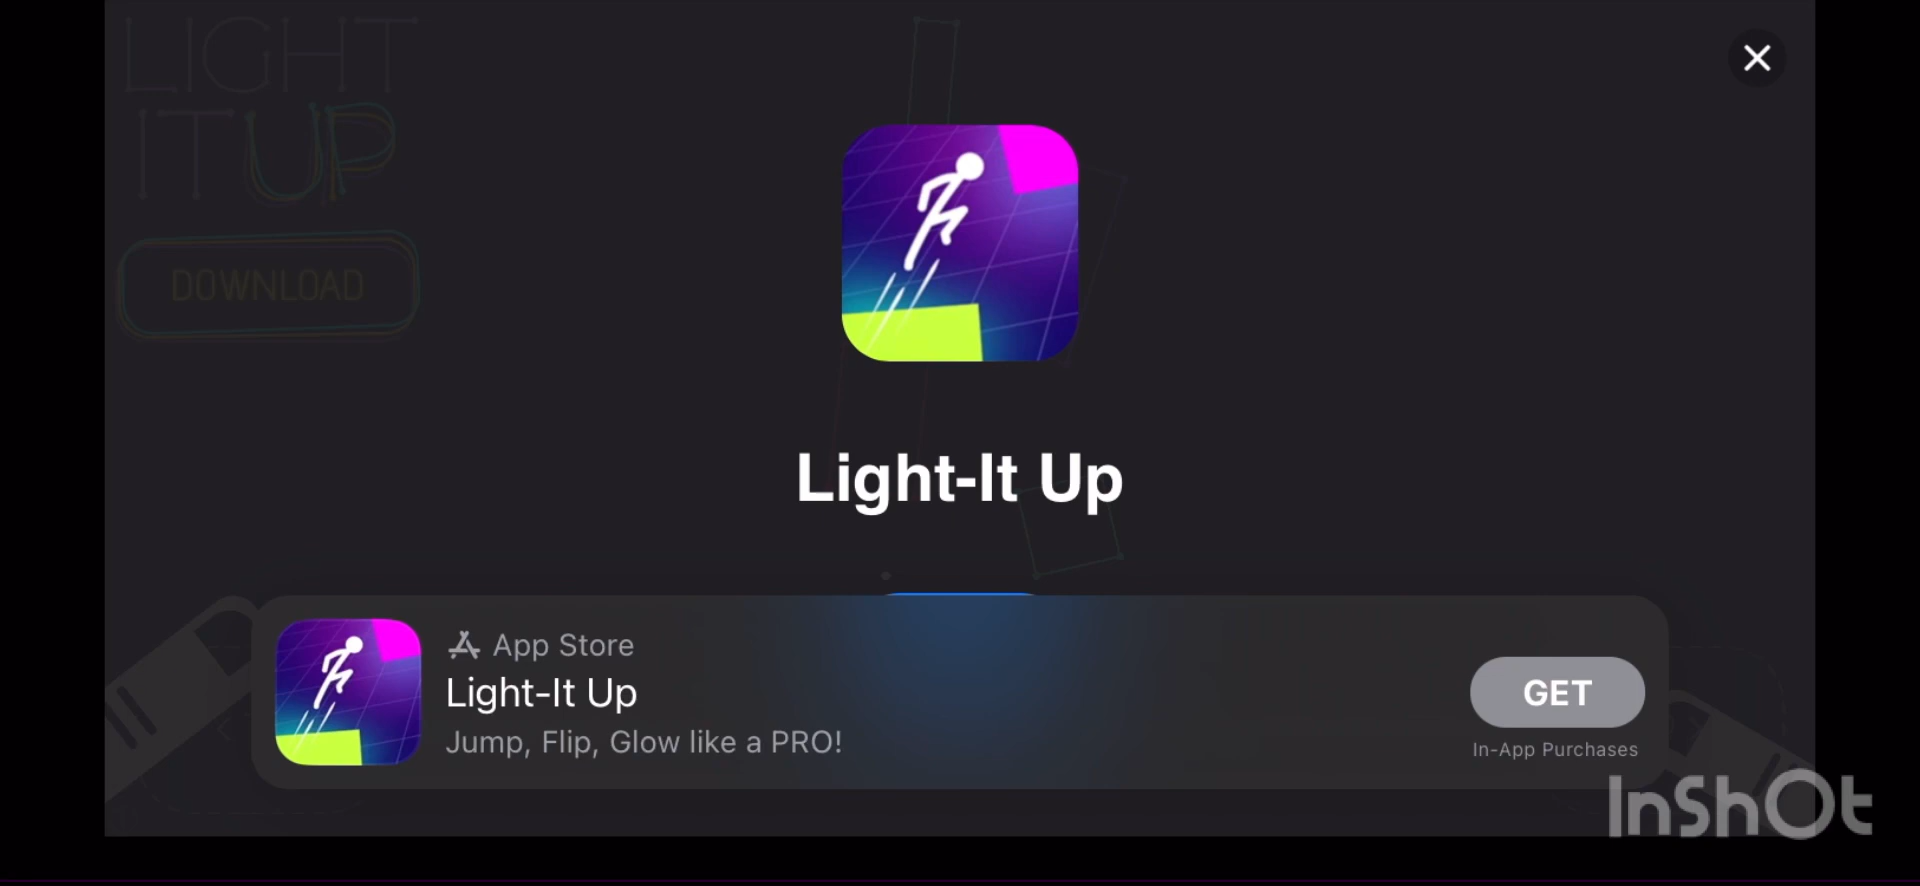 LIGHT
IT UP
DOWNLOAD
Light-It Up
App Store
Light-It Up
Jump, Flip, Glow like a PRO!
GET
In-App Purchases
InShOt